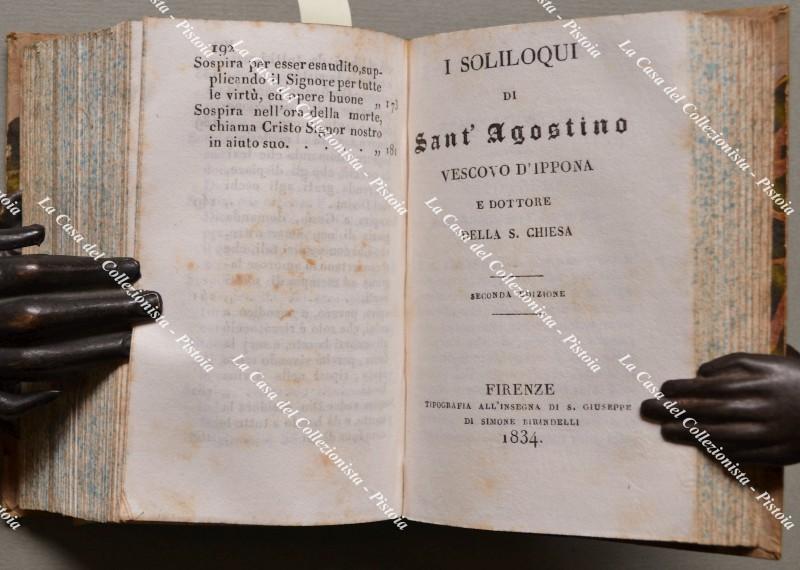 192
Sospira per esser esaudito, sup-
plicando il Signore per tutte
le virtù, ed opere buone „ 173
Sospira nell'ora della morte,
chiama Cristo Signor nostro
in aiuto suo. . . . . . „ 181
I SOLILOQUI
DI
Sant' Agostino
VESCOVO D'IPPONA
E DOTTORE
DELLA S. CHIESA
SECONDA EDIZIONE
FIRENZE
TIPOGRAFIA ALL'INSEGNA DI S. GIUSEPPE
DI SIMONE BIRINDELLI
1834.
La Casa del Collezionista - Pistoia